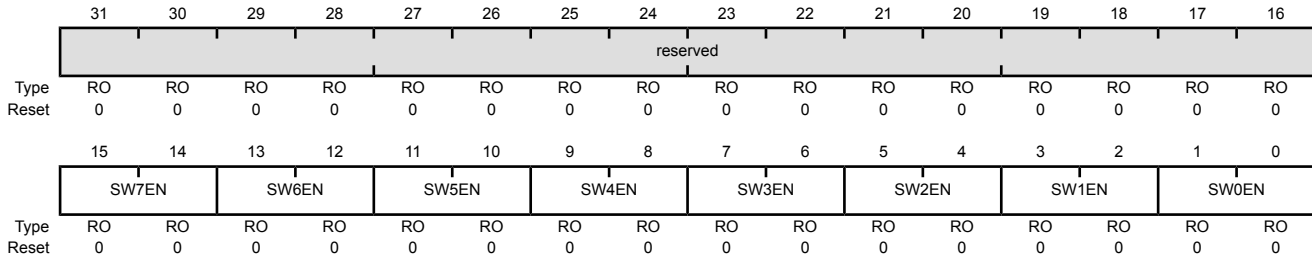 31 30 29 28 27 26 25 24 23 22 21 20 19 18 17 16
reserved
Type RO RO RO RO RO RO RO RO RO RO RO RO RO RO RO RO
Reset 0 0 0 0 0 0 0 0 0 0 0 0 0 0 0 0
15 14 13 12 11 10 9 8 7 6 5 4 3 2 1 0
SW7EN SW6EN SW5EN SW4EN SW3EN SW2EN SW1EN SW0EN
Type RO RO RO RO RO RO RO RO RO RO RO RO RO RO RO RO
Reset 0 0 0 0 0 0 0 0 0 0 0 0 0 0 0 0